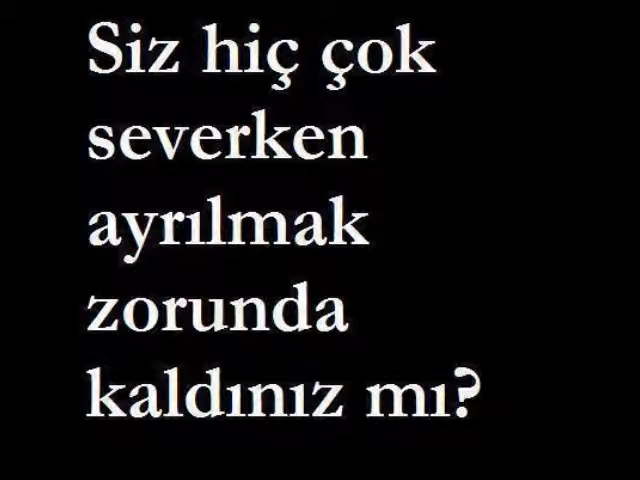 Siz hiç çok
severken
ayrılmak
zorunda
kaldınız mı?